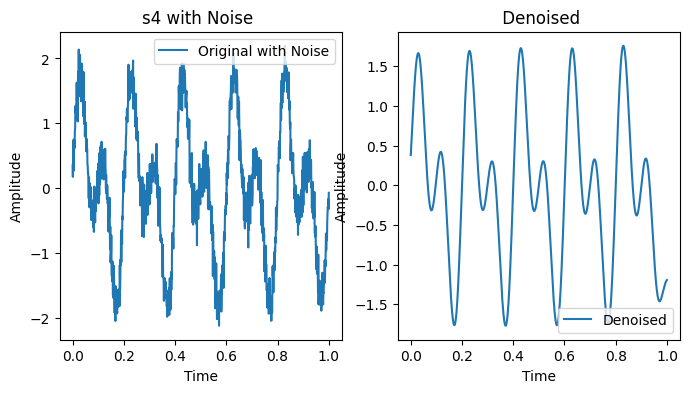 s4 with Noise
Original with Noise
Amplitude
2
1
0
−1
−2
0.0 0.2 0.4 0.6 0.8 1.0
Time
Denoised
Amplitude
1.5
1.0
0.5
0.0
−0.5
−1.0
−1.5
Denoised
0.0 0.2 0.4 0.6 0.8 1.0
Time